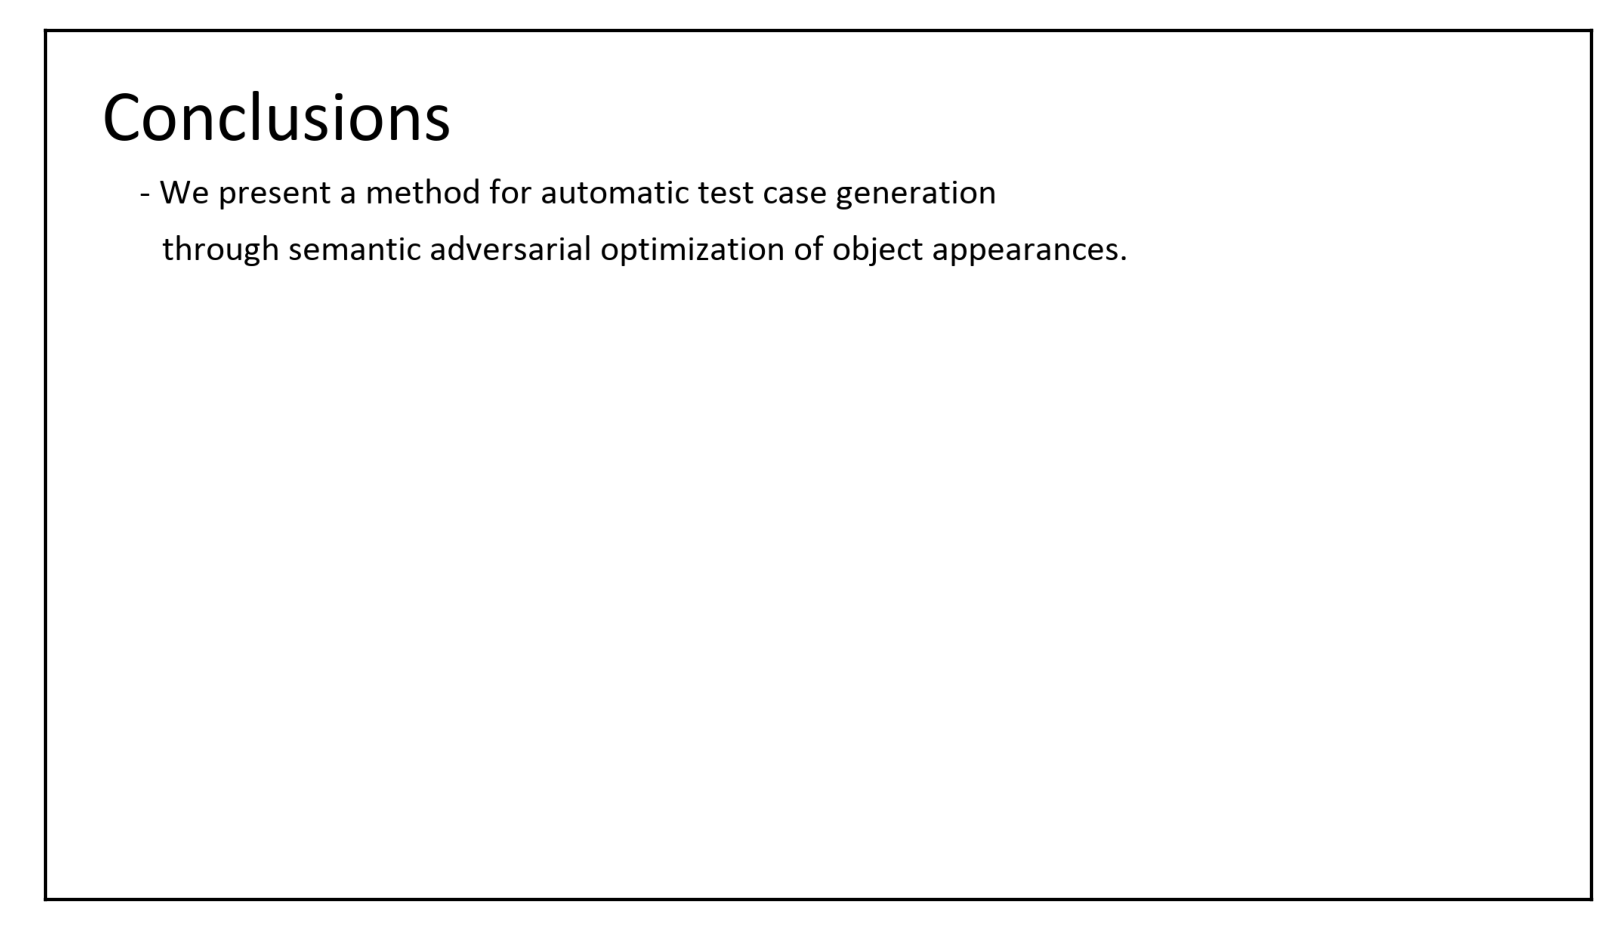 Conclusions
- We present a method for automatic test case generation
through semantic adversarial optimization of object appearances.